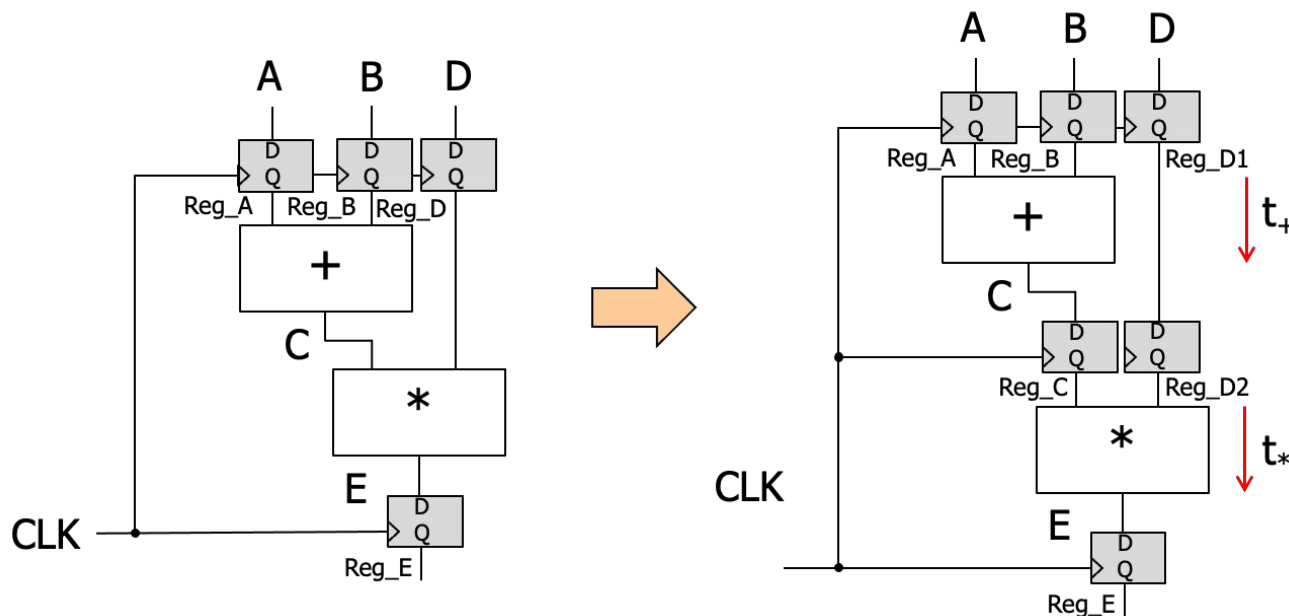 A B D
D D D
Q Q Q
Reg_A Reg_B Reg_D
+
C
*
E
D
Q
CLK
Reg_E
A B D
D D D
Q Q Q
Reg_A Reg_B Reg_D1
+
t+
C
D D
Q Q
Reg_C Reg_D2
*
t*
CLK
E
D
Q
Reg_E